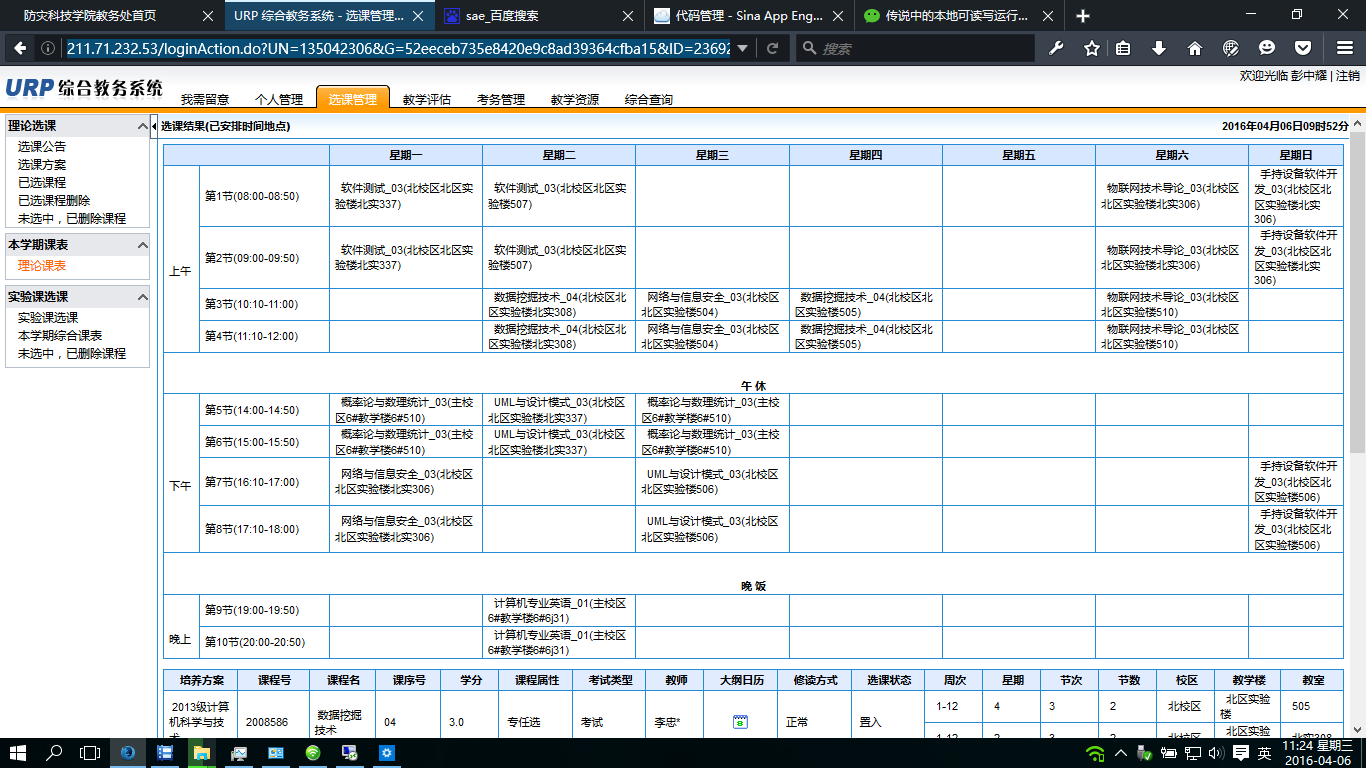 防灾科技学院教务处首页
URP 综合教务系统 - 选课管理...
sae_百度搜索
代码管理 - Sina App Eng...
传说中的本地可读写运行...
211.71.232.53/loginAction.do?UN=135042306&G=52eeceb735e8420e9c8ad39364cfba15&ID=23692
搜索
欢迎光临 彭中耀 | 注销
URP 综合教务系统
我需留意 个人管理 选课管理 教学评估 考务管理 教学资源 综合查询
理论选课
选课公告
选课方案
已选课程
已选课程删除
未选中，已删除课程
本学期课表
理论课表
实验课选课
实验课选课
本学期综合课表
未选中，已删除课程
选课结果(已安排时间地点)
2016年04月06日09时52分
星期一 星期二 星期三 星期四 星期五 星期六 星期日
上午
第1节(08:00-08:50)
软件测试_03(北校区北区实
验楼北实337)
软件测试_03(北校区北区实
验楼507)
物联网技术导论_03(北校区
北区实验楼北实306)
手持设备软件开
发_03(北校区北
区实验楼北实
306)
第2节(09:00-09:50)
软件测试_03(北校区北区实
验楼北实337)
软件测试_03(北校区北区实
验楼507)
物联网技术导论_03(北校区
北区实验楼北实306)
手持设备软件开
发_03(北校区北
区实验楼北实
306)
第3节(10:10-11:00)
数据挖掘技术_04(北校区北
区实验楼北实308)
网络与信息安全_03(北校区
北区实验楼504)
数据挖掘技术_04(北校区北
区实验楼505)
物联网技术导论_03(北校区
北区实验楼510)
第4节(11:10-12:00)
数据挖掘技术_04(北校区北
区实验楼北实308)
网络与信息安全_03(北校区
北区实验楼504)
数据挖掘技术_04(北校区北
区实验楼505)
物联网技术导论_03(北校区
北区实验楼510)
午 休
下午
第5节(14:00-14:50)
概率论与数理统计_03(主校
区6#教学楼6#510)
UML与设计模式_03(北校区
北区实验楼北实337)
概率论与数理统计_03(主校
区6#教学楼6#510)
第6节(15:00-15:50)
概率论与数理统计_03(主校
区6#教学楼6#510)
UML与设计模式_03(北校区
北区实验楼北实337)
概率论与数理统计_03(主校
区6#教学楼6#510)
第7节(16:10-17:00)
网络与信息安全_03(北校区
北区实验楼北实306)
UML与设计模式_03(北校区
北区实验楼506)
手持设备软件开
发_03(北校区北
区实验楼506)
第8节(17:10-18:00)
网络与信息安全_03(北校区
北区实验楼北实306)
UML与设计模式_03(北校区
北区实验楼506)
手持设备软件开
发_03(北校区北
区实验楼506)
晚 饭
晚上
第9节(19:00-19:50)
计算机专业英语_01(主校区
6#教学楼6#6j31)
第10节(20:00-20:50)
计算机专业英语_01(主校区
6#教学楼6#6j31)
培养方案 课程号 课程名 课序号 学分 课程属性 考试类型 教师 大纲日历 修读方式 选课状态 周次 星期 节次 节数 校区 教学楼 教室
2013级计算
机科学与技
术
2008586
数据挖掘
技术
04 3.0 专任选 考试 李忠* 正常 置入
1-12 4 3 2 北校区
北区实验
楼
505
1-12 2 3 2 北校区
北区实验
北实308
英
11:24 星期三
2016-04-06